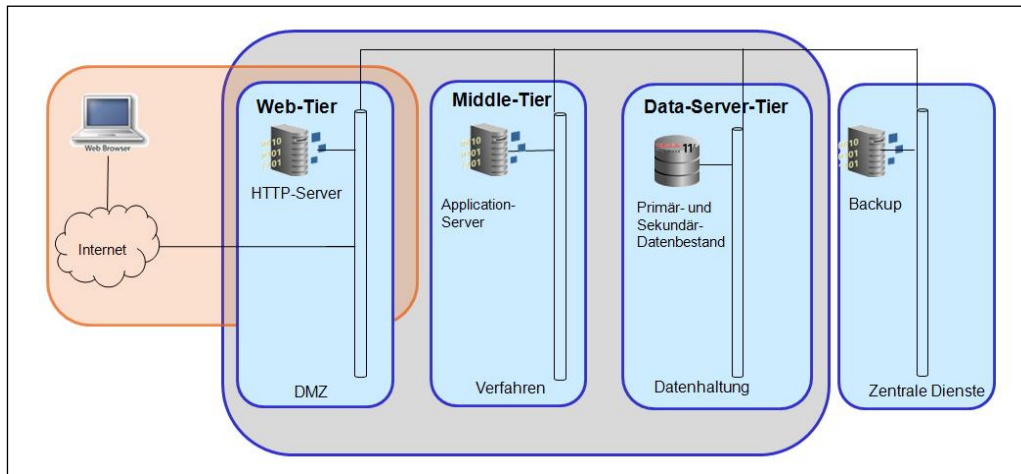 Web-Tier
Middle-Tier
Data-Server-Tier
Web Browser
HTTP-Server
Application-
Server
Primär- und
Sekundär-
Datenbestand
Backup
Internet
DMZ
Verfahren
Datenhaltung
Zentrale Dienste